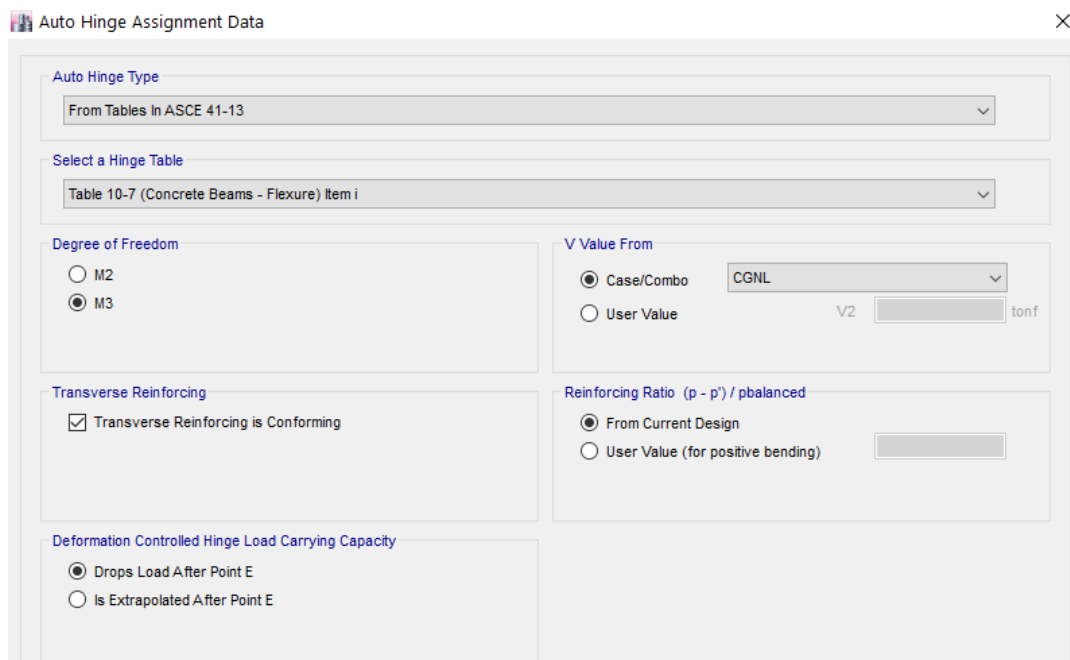 Auto Hinge Assignment Data
Auto Hinge Type
From Tables In ASCE 41-13
Select a Hinge Table
Table 10-7 (Concrete Beams - Flexure) Item i
Degree of Freedom
M2
M3
V Value From
Case/Combo CGNL
User Value V2 tonf
Transverse Reinforcing
Transverse Reinforcing is Conforming
Reinforcing Ratio (p - p') / pbalanced
From Current Design
User Value (for positive bending)
Deformation Controlled Hinge Load Carrying Capacity
Drops Load After Point E
Is Extrapolated After Point E